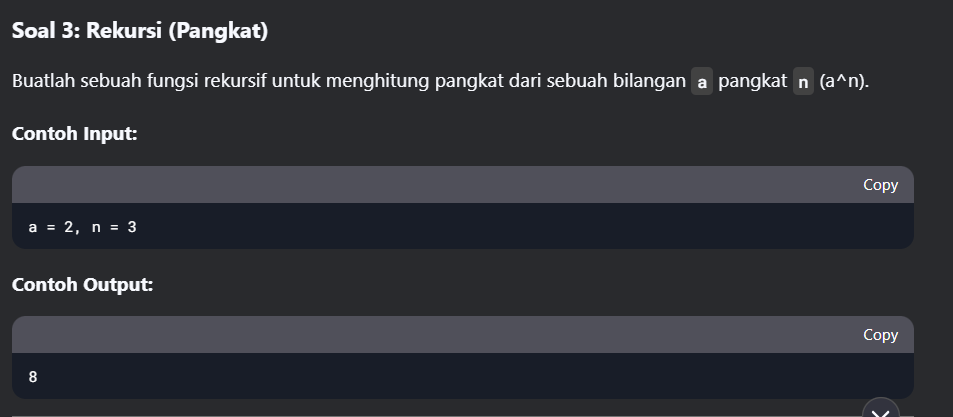 Soal 3: Rekursi (Pangkat)
Buatlah sebuah fungsi rekursif untuk menghitung pangkat dari sebuah bilangan a pangkat n (a^n).
Contoh Input:
Copy
a = 2, n = 3
Contoh Output:
Copy
8